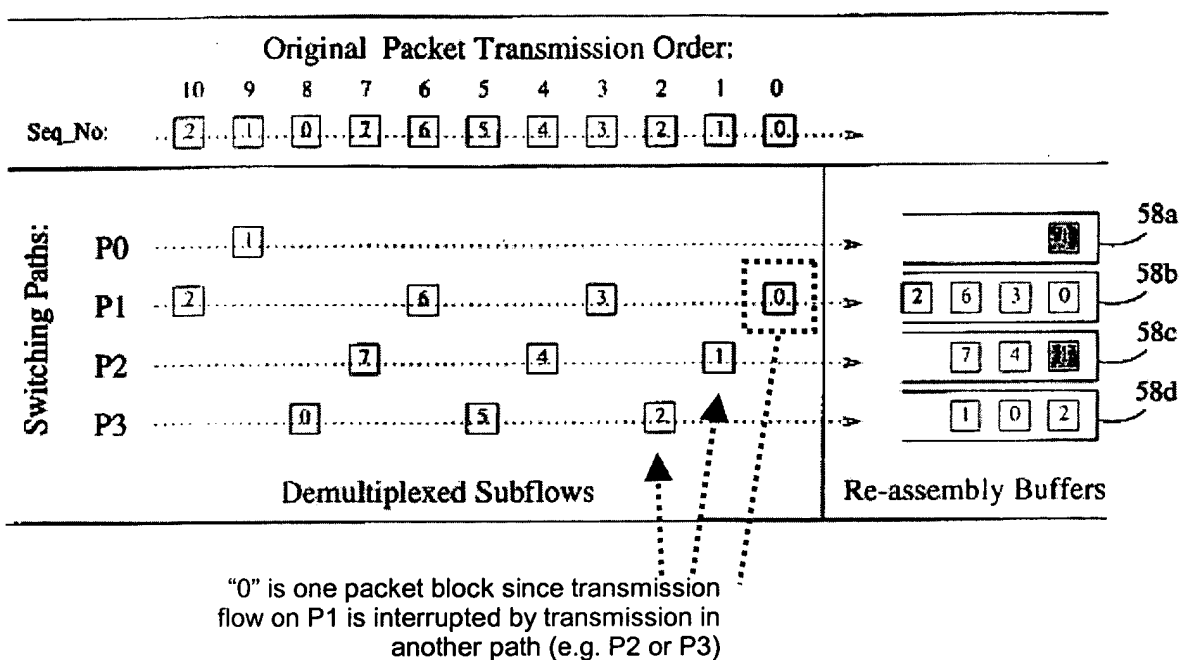 Original Packet Transmission Order:
10 9 8 7 6 5 4 3 2 1 0
Seq_No: 2 1 0 7 6 5 4 3 2 1 0
Switching Paths:
P0 1
58a
P1 2 6 3 0
2 6 3 0
58b
P2 7 4 1
7 4
58c
P3 0 5 2
1 0 2
58d
Demultiplexed Subflows
Re-assembly Buffers
"0" is one packet block since transmission
flow on P1 is interrupted by transmission in
another path (e.g. P2 or P3)